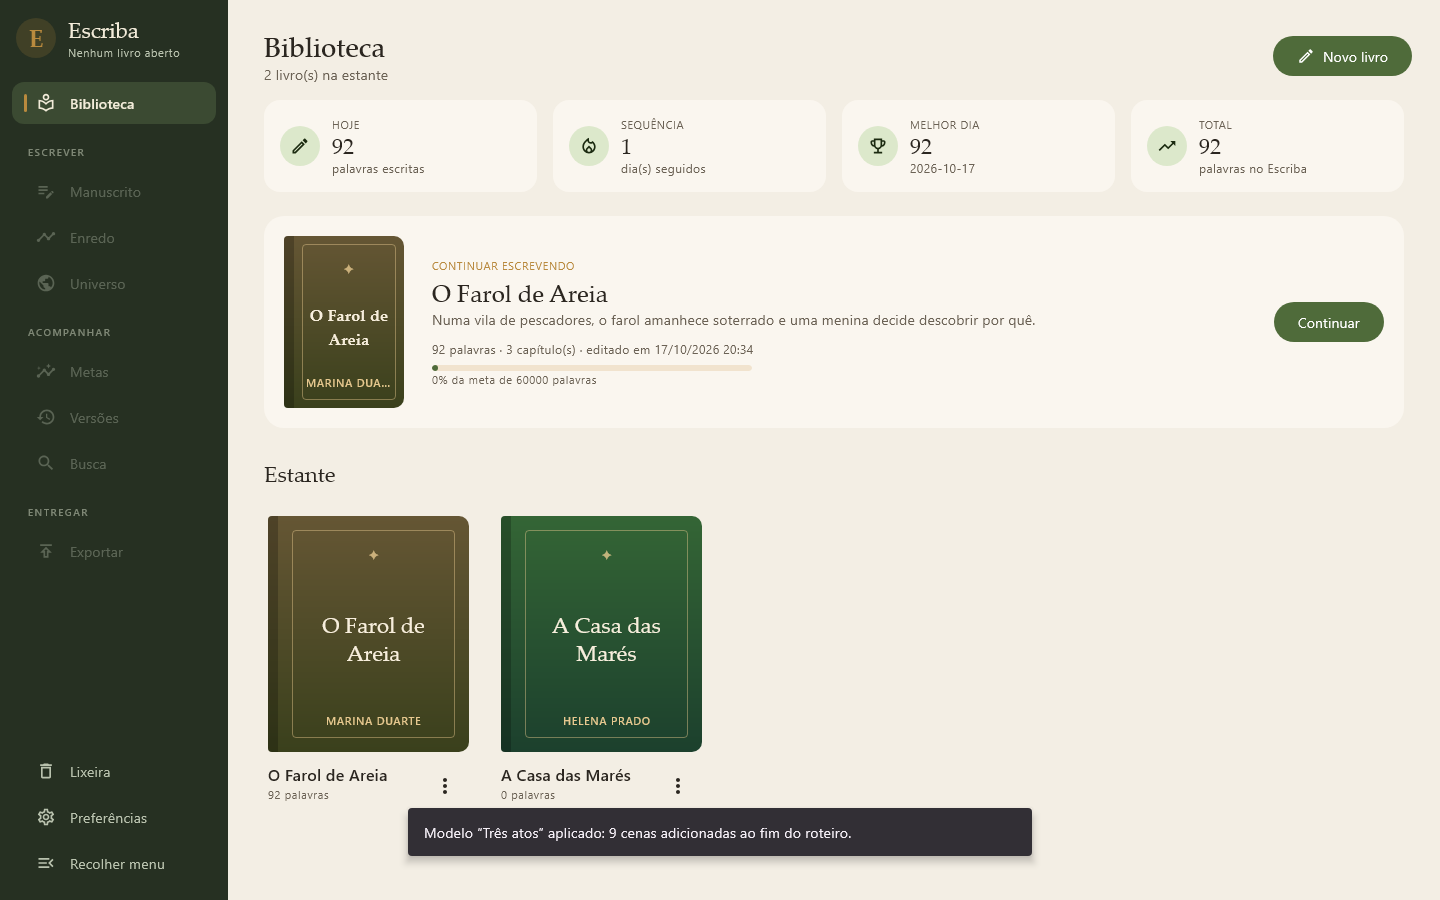 E
Escriba
Nenhum livro aberto
Biblioteca
ESCREVER
Manuscrito
Enredo
Universo
ACOMPANHAR
Metas
Versões
Busca
ENTREGAR
Exportar
Lixeira
Preferências
Recolher menu
Biblioteca
2 livro(s) na estante
Novo livro
HOJE
92
palavras escritas
SEQUÊNCIA
1
dia(s) seguidos
MELHOR DIA
92
2026-10-17
TOTAL
92
palavras no Escriba
O Farol de
Areia
MARINA DUA...
CONTINUAR ESCREVENDO
O Farol de Areia
Numa vila de pescadores, o farol amanhece soterrado e uma menina decide descobrir por quê.
92 palavras · 3 capítulo(s) · editado em 17/10/2026 20:34
0% da meta de 60000 palavras
Continuar
Estante
O Farol de
Areia
MARINA DUARTE
A Casa das
Marés
HELENA PRADO
O Farol de Areia
92 palavras
A Casa das Marés
0 palavras
Modelo “Três atos” aplicado: 9 cenas adicionadas ao fim do roteiro.